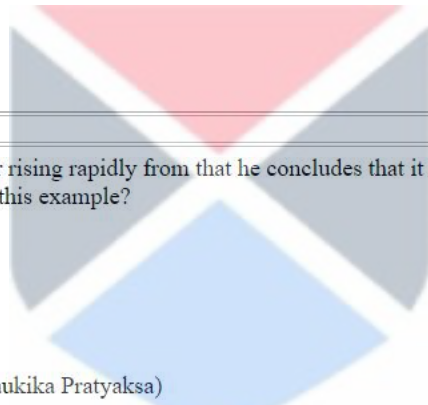 rising rapidly from that he concludes that it
this example?
aukika Pratyaksa)